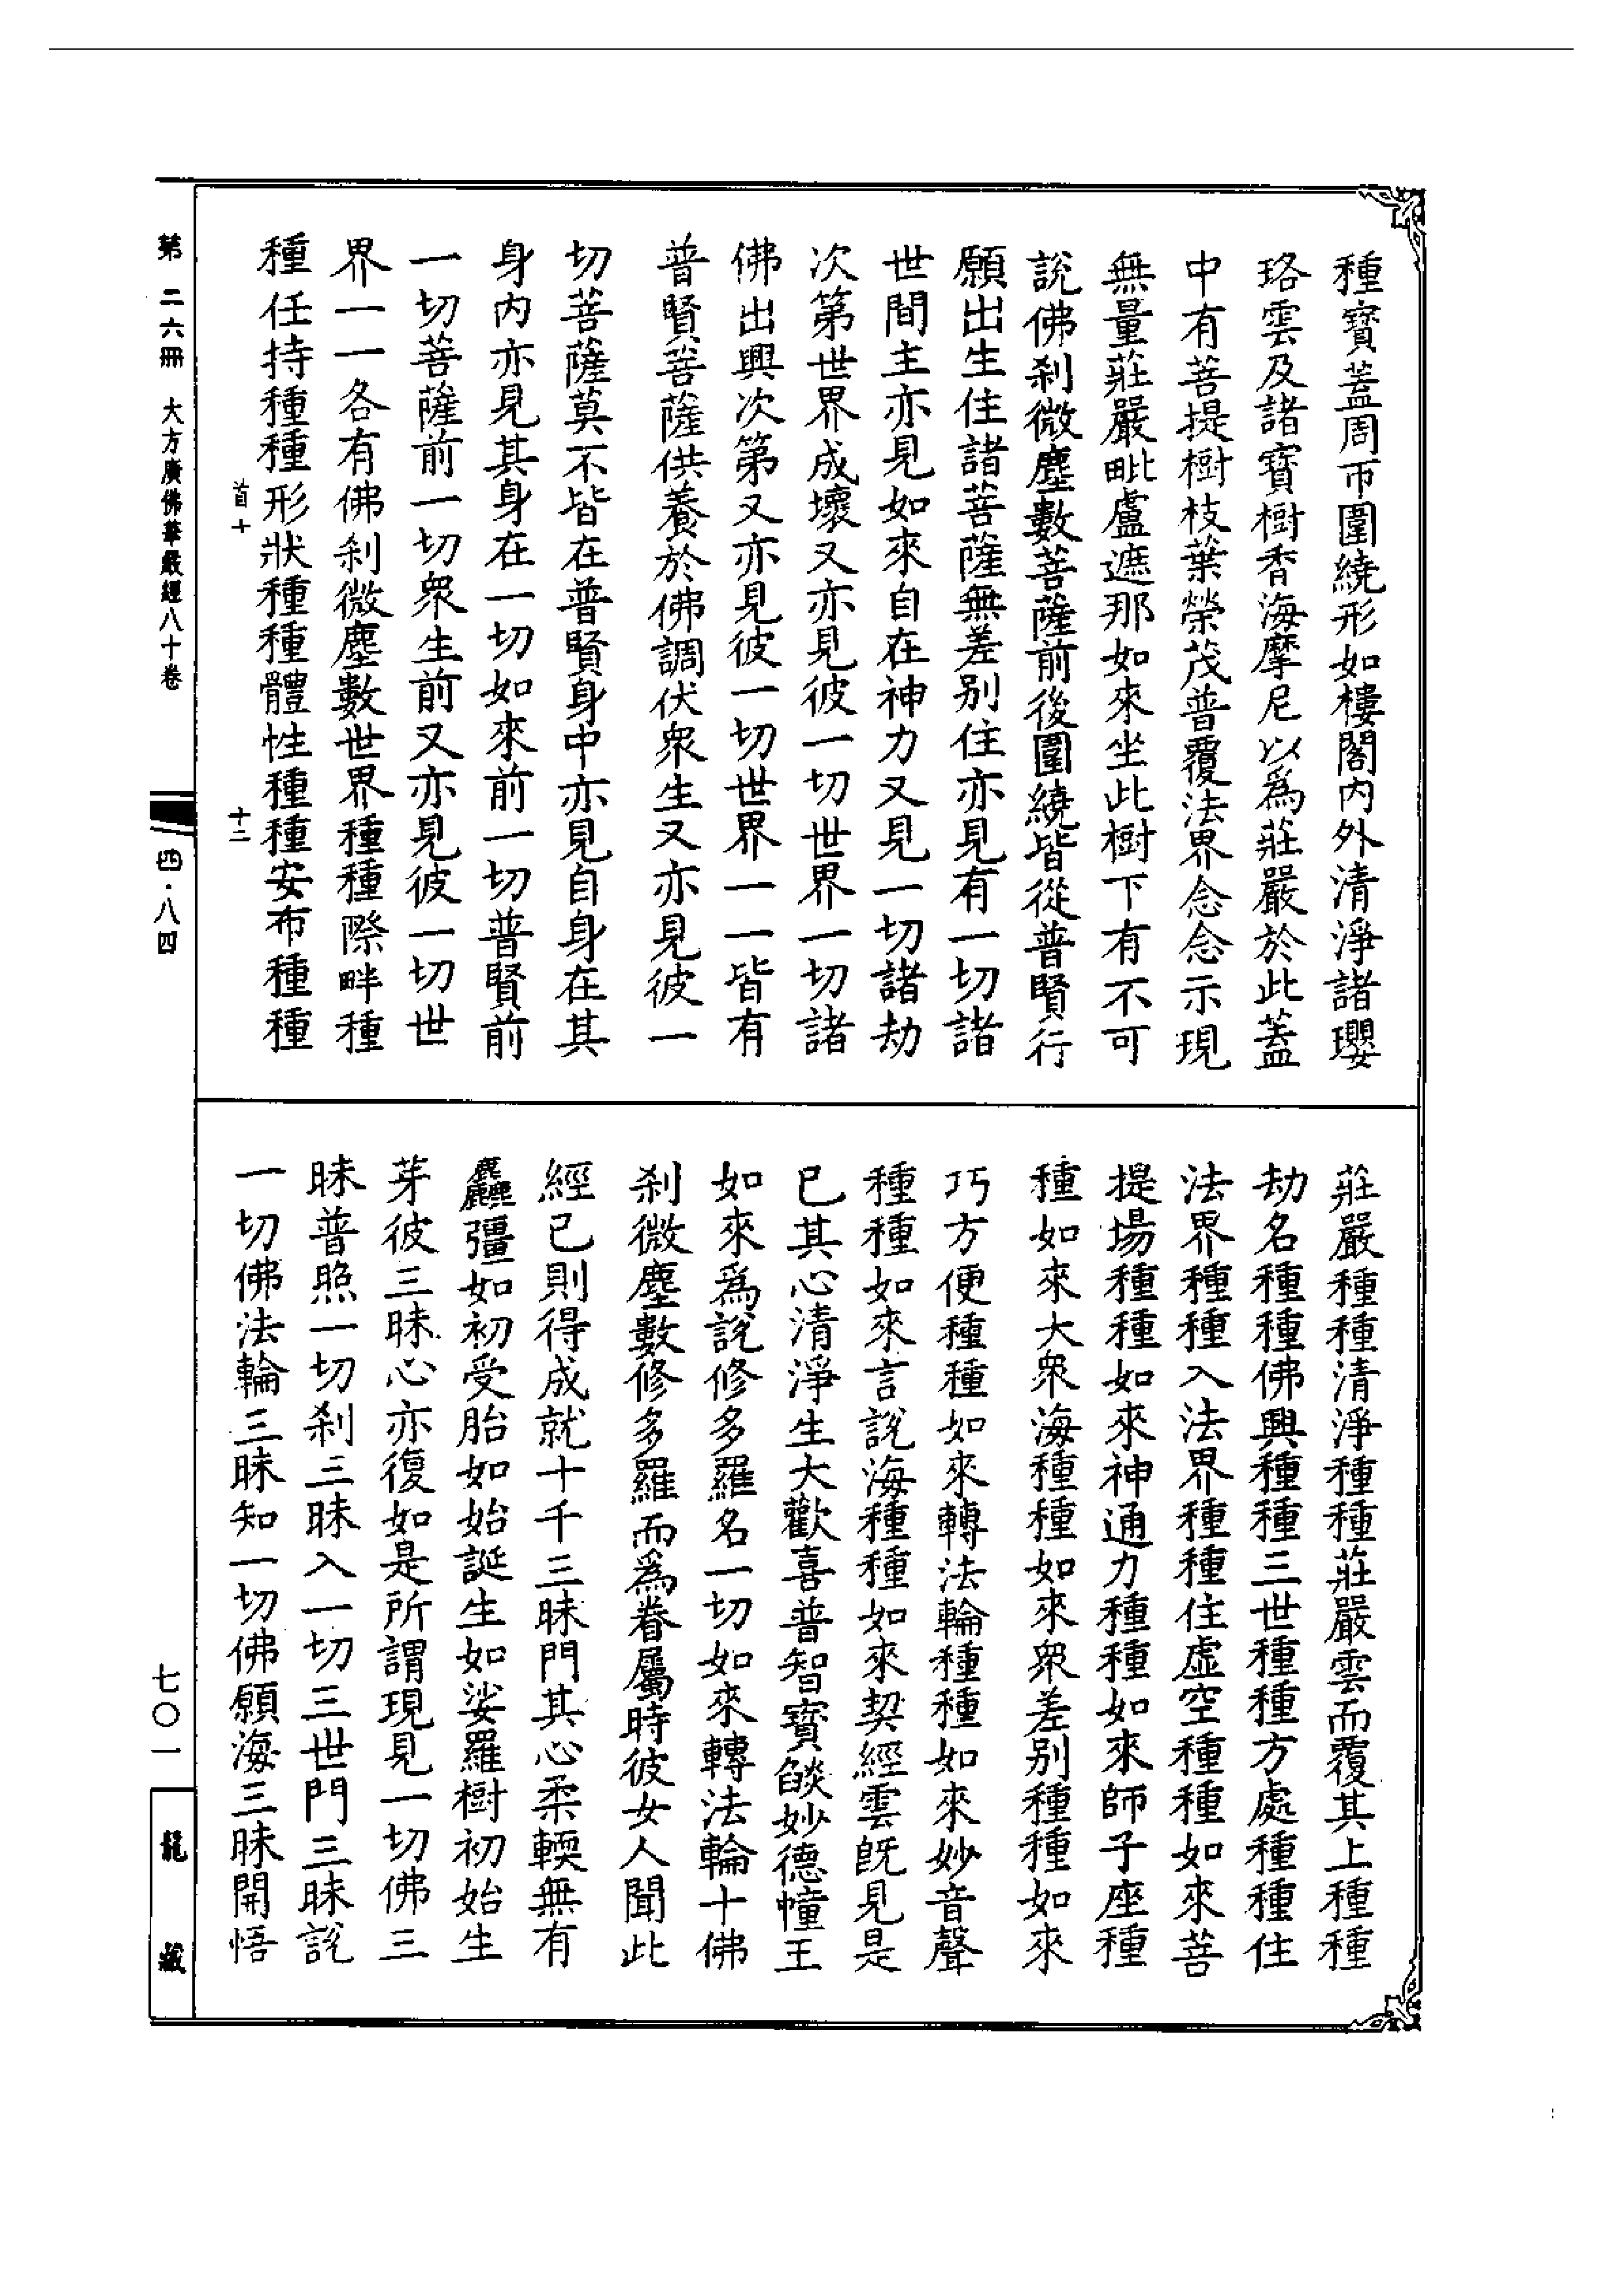 種寶蓋周帀圍繞形如樓閣内外清淨諸瓔
珞雲及諸寶樹香海摩尼以爲莊嚴於此蓋
中有菩提樹枝葉榮茂普覆法界念念示現
無量莊嚴毗盧遮那如來坐此樹下有不可
說佛刹微塵數菩薩前後圍繞皆從普賢行
願出生住諸菩薩無差別住亦見有一切諸
世間主亦見如來自在神力又見一切諸劫
次第世界成壞又亦見彼一切世界一切諸
佛出興次第又亦見彼一切世界一一皆有
普賢菩薩供養於佛調伏衆生又亦見彼一
切菩薩莫不皆在普賢身中亦見自身在其
身内亦見其身在一切如來前一切普賢前
一切菩薩前一切衆生前又亦見彼一切世
界一一各有佛刹微塵數世界種種際畔種
種任持種種形狀種種體性種種安布種種
莊嚴種種清淨種種莊嚴雲而覆其上種種
劫名種種佛興種種三世種種方處種種住
法界種種入法界種種住虛空種種如來菩
提場種種如來神通力種種如來師子座種
種如來大衆海種種如來衆差別種種如來
巧方便種種如來轉法輪種種如來妙音聲
種種如來言說海種種如來契經雲既見是
已其心清淨生大歡喜普智寶燄妙德幢王
如來爲說修多羅名一切如來轉法輪十佛
刹微塵數修多羅而爲眷屬時彼女人聞此
經已則得成就十千三昧門其心柔輭無有
麤彊如初受胎如始誕生如娑羅樹初始生
芽彼三昧心亦復如是所謂現見一切佛三
昧普照一切刹三昧入一切三世門三昧說
一切佛法輪三昧知一切佛願海三昧開悟
首十
十二
第二六冊 大方廣佛華嚴經八十卷
四·八四
七〇一
龍藏